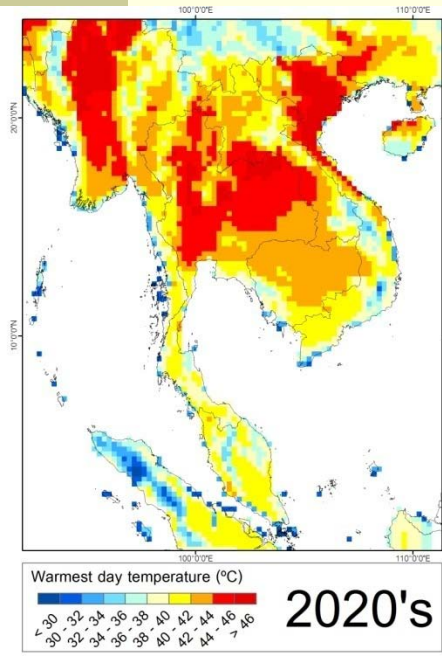 100°0'0"E 110°0'0"E
20°0'0"N
10°0'0"N
100°0'0"E 110°0'0"E
Warmest day temperature (ºC)
< 30 30 - 32 32 - 34 34 - 36 36 - 38 38 - 40 40 - 42 42 - 44 44 - 46 > 46
2020's